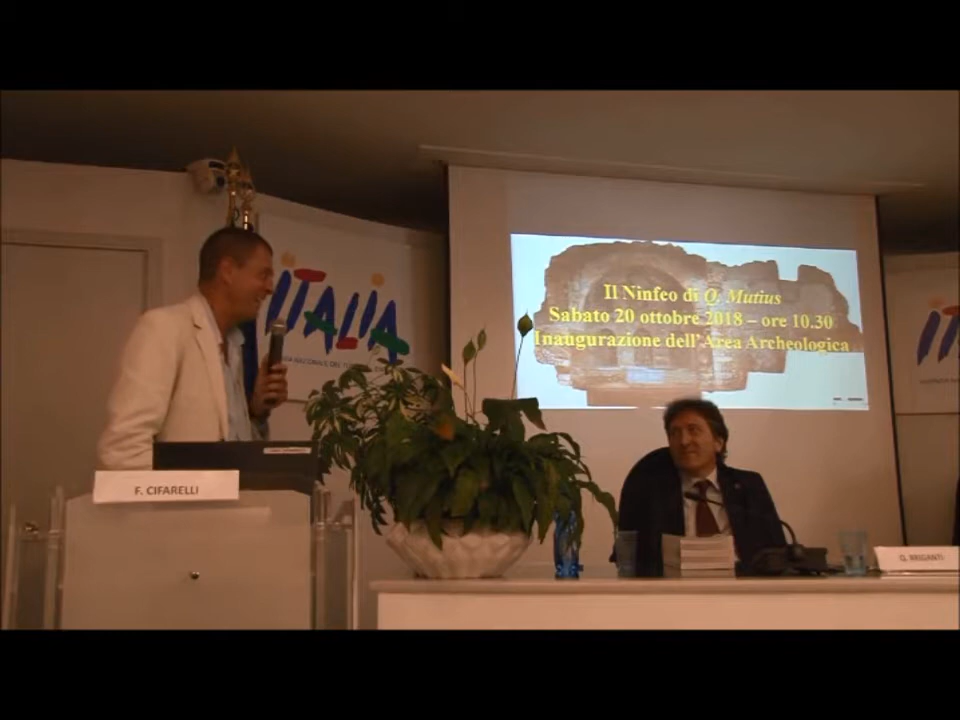 Il Ninfeo di Q. Mutius
Sabato 20 ottobre 2018 – ore 10.30
Inaugurazione dell'Area Archeologica
ITALIA
F. CIFARELLI
BRIGANTI